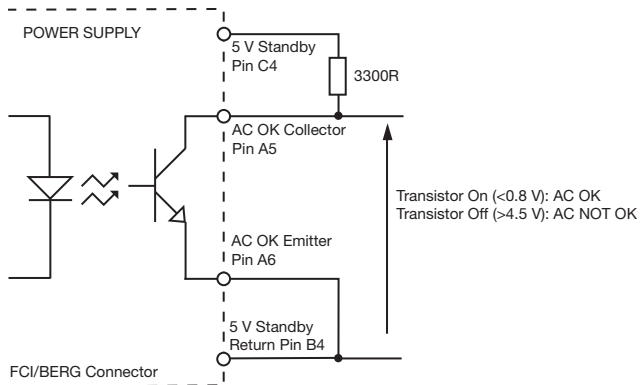 POWER SUPPLY
5 V Standby
Pin C4
3300R
AC OK Collector
Pin A5
Transistor On (<0.8 V): AC OK
Transistor Off (>4.5 V): AC NOT OK
AC OK Emitter
Pin A6
5 V Standby
Return Pin B4
FCI/BERG Connector